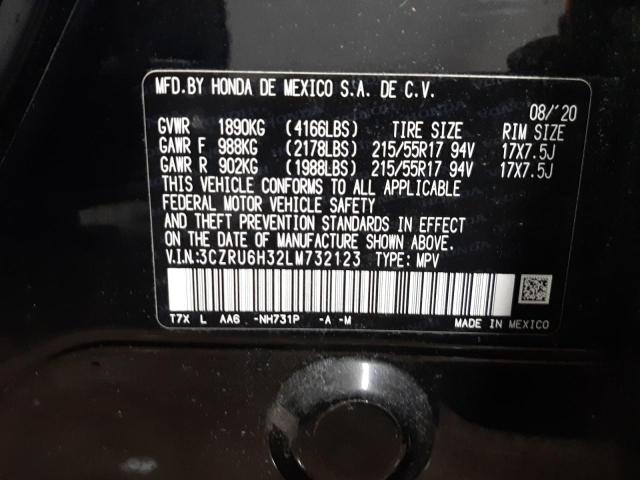 MFD.BY HONDA DE MEXICO S.A. DE C.V.
08/'20
GVWR 1890KG (4166LBS) TIRE SIZE RIM SIZE
GAWR F 988KG (2178LBS) 215/55R17 94V 17X7.5J
GAWR R 902KG (1988LBS) 215/55R17 94V 17X7.5J
THIS VEHICLE CONFORMS TO ALL APPLICABLE
FEDERAL MOTOR VEHICLE SAFETY
AND THEFT PREVENTION STANDARDS IN EFFECT
ON THE DATE OF MANUFACTURE SHOWN ABOVE.
V.I.N:3CZRU6H32LM732123 TYPE: MPV
T7X L AA6 -NH731P -A -M MADE IN MEXICO